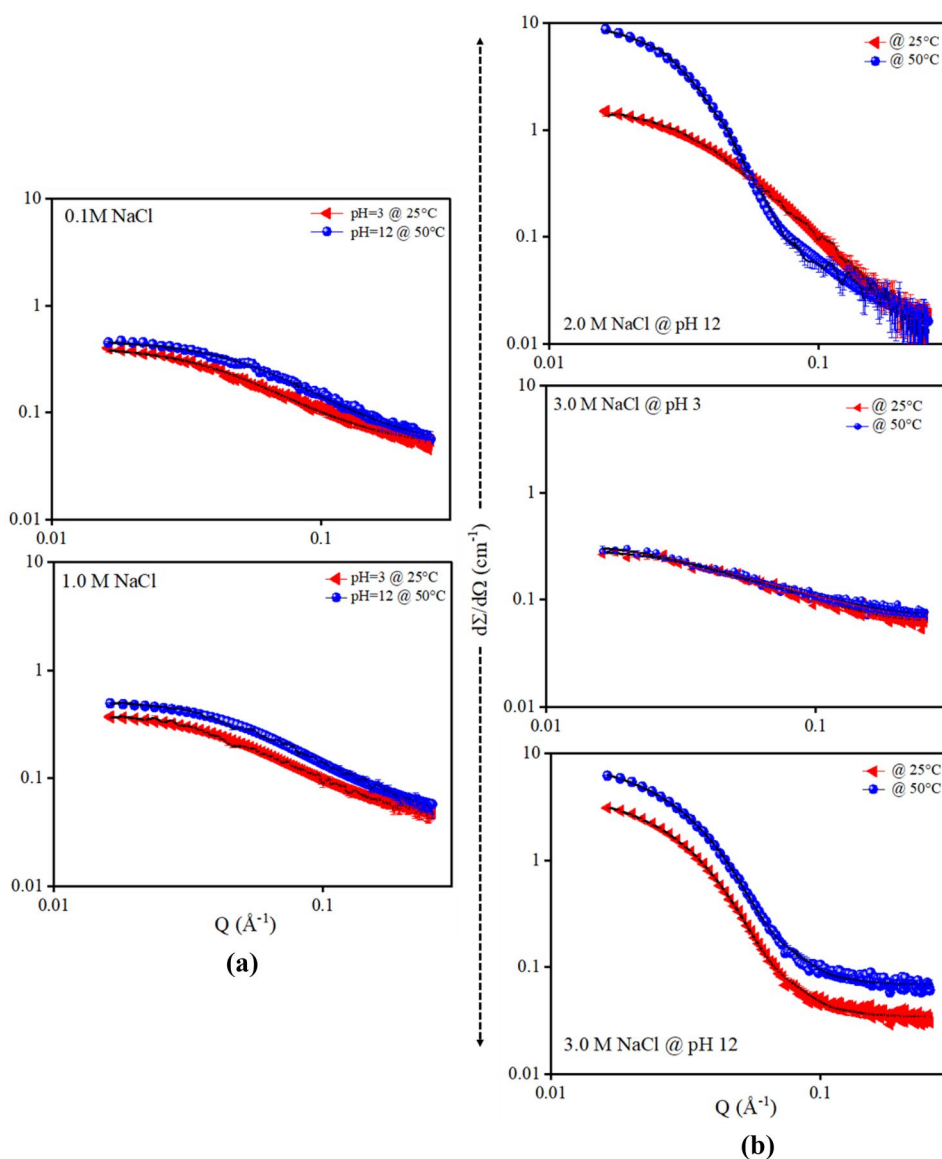 10
0.1M NaCl
pH=3 @ 25°C
pH=12 @ 50°C
1
0.1
0.01
0.01
0.1
10
1.0 M NaCl
pH=3 @ 25°C
pH=12 @ 50°C
1
0.1
0.01
0.01
0.1
Q (Å-1)
(a)
dΣ/dΩ (cm-1)
10
@ 25°C
@ 50°C
1
0.1
2.0 M NaCl @ pH 12
0.01
0.01
0.1
10
3.0 M NaCl @ pH 3
@ 25°C
@ 50°C
1
0.1
0.01
0.01
0.1
10
@ 25°C
@ 50°C
1
0.1
3.0 M NaCl @ pH 12
0.01
0.01
0.1
Q (Å-1)
(b)